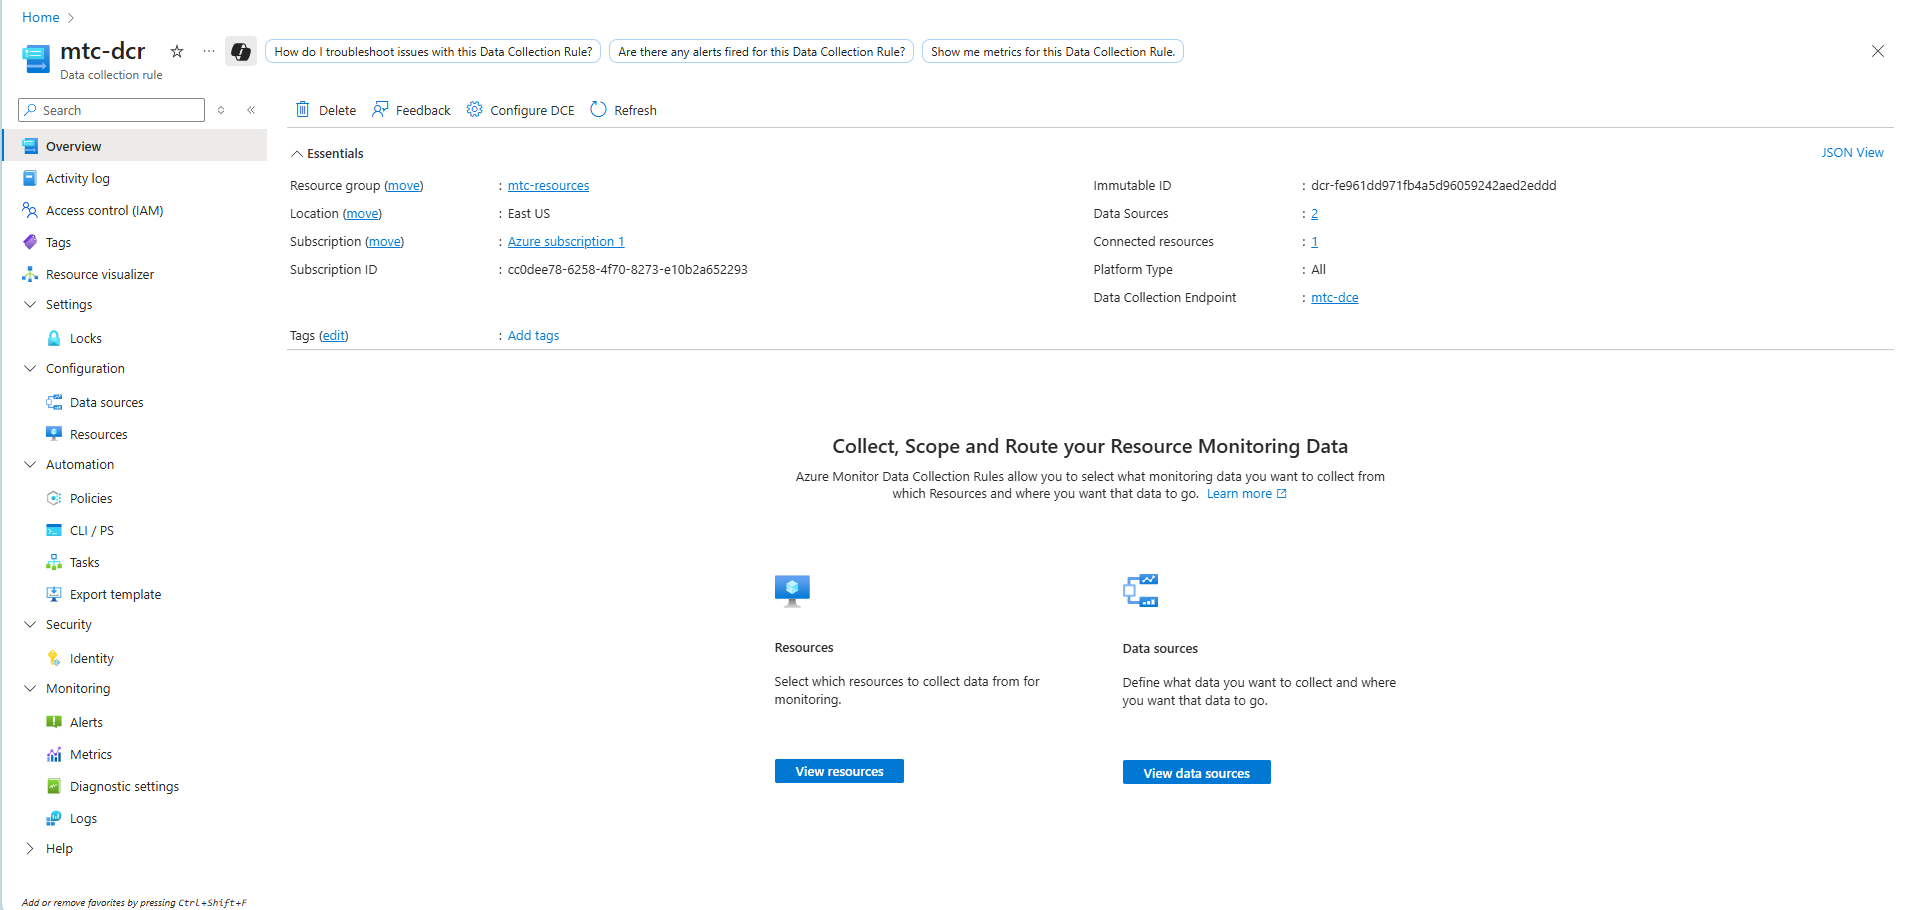 Home
mtc-dcr
Data collection rule
How do I troubleshoot issues with this Data Collection Rule?
Are there any alerts fired for this Data Collection Rule?
Show me metrics for this Data Collection Rule.
Search
Overview
Activity log
Access control (IAM)
Tags
Resource visualizer
Settings
Locks
Configuration
Data sources
Resources
Automation
Policies
CLI / PS
Tasks
Export template
Security
Identity
Monitoring
Alerts
Metrics
Diagnostic settings
Logs
Help
Add or remove favorites by pressing Ctrl+Shift+F
Delete
Feedback
Configure DCE
Refresh
Essentials
JSON View
Resource group (move) : mtc-resources
Location (move) : East US
Subscription (move) : Azure subscription 1
Subscription ID : cc0dee78-6258-4f70-8273-e10b2a652293
Immutable ID : dcr-fe961dd971fb4a5d96059242aed2eddd
Data Sources : 2
Connected resources : 1
Platform Type : All
Data Collection Endpoint : mtc-dce
Tags (edit) : Add tags
Collect, Scope and Route your Resource Monitoring Data
Azure Monitor Data Collection Rules allow you to select what monitoring data you want to collect from
which Resources and where you want that data to go. Learn more
Resources
Select which resources to collect data from for
monitoring.
View resources
Data sources
Define what data you want to collect and where
you want that data to go.
View data sources